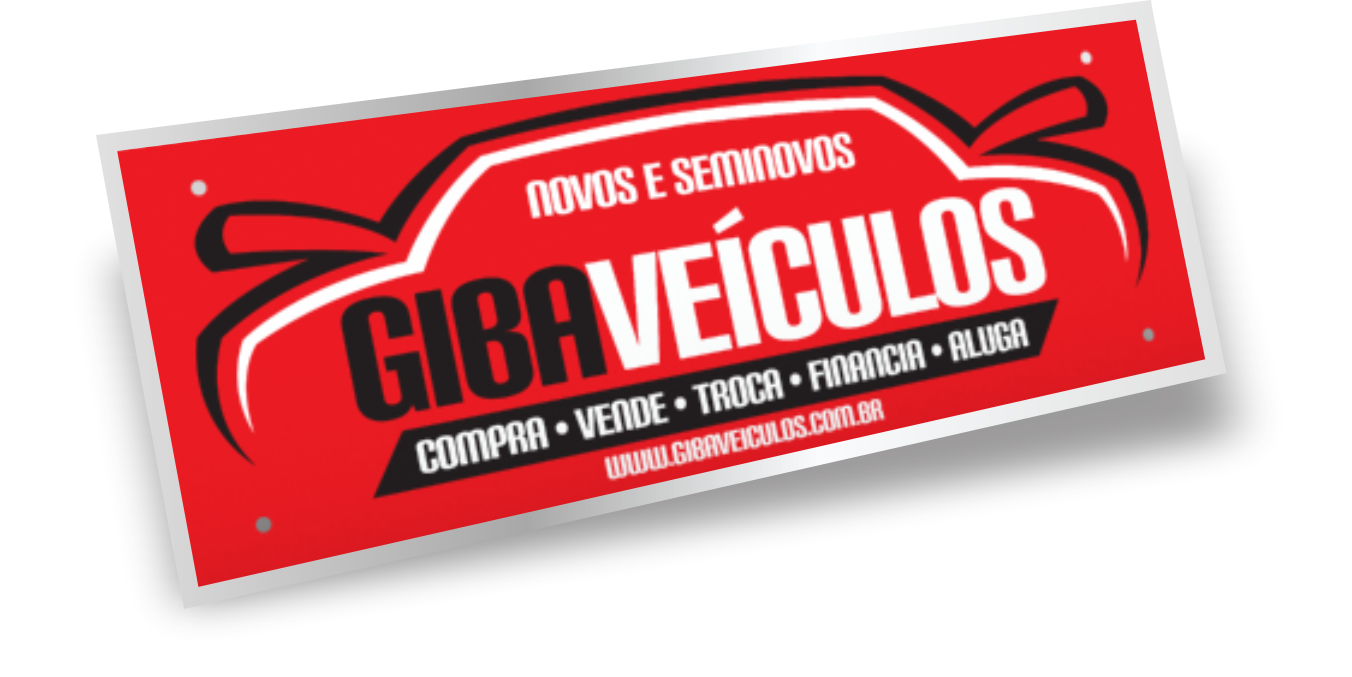 NOVOS E SEMINOVOS
GIBAVEÍCULOS
COMPRA • VENDE • TROCA • FINANCIA • ALUGA
WWW.GIBAVEICULOS.COM.BR